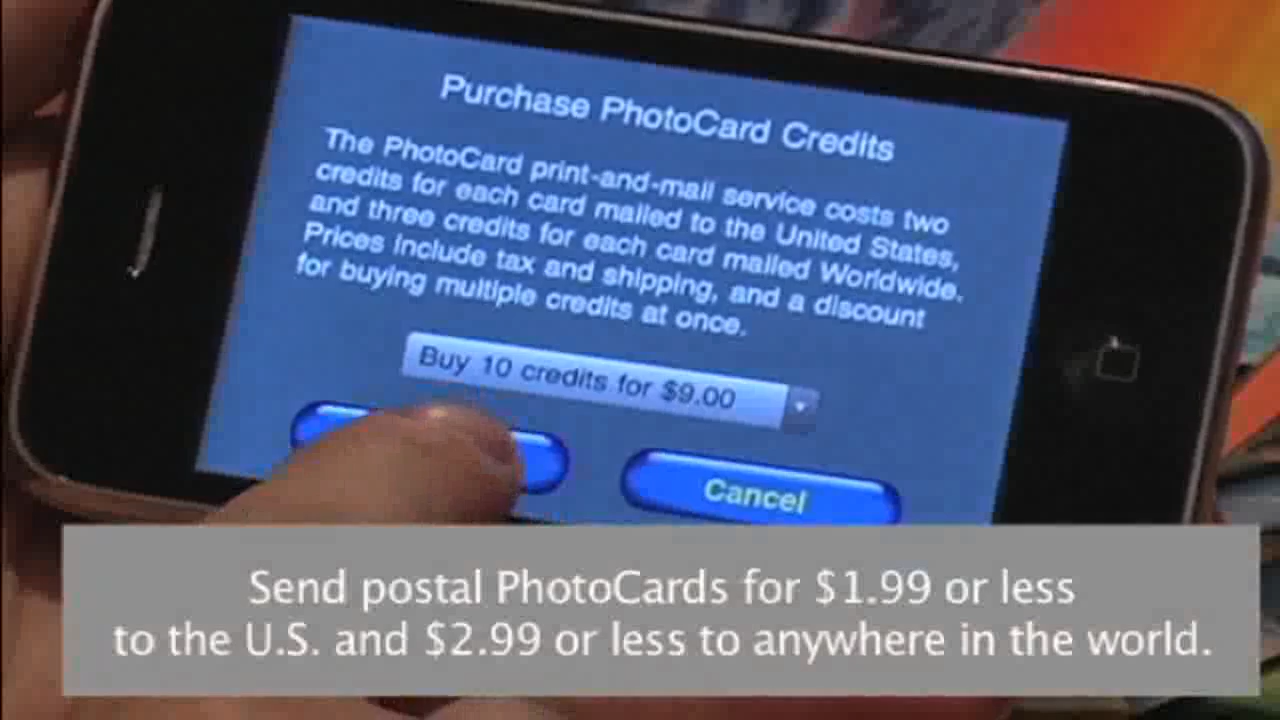 Purchase PhotoCard Credits
The PhotoCard print-and-mail service costs two
credits for each card mailed to the United States,
and three credits for each card mailed Worldwide.
Prices include tax and shipping, and a discount
for buying multiple credits at once.
Buy 10 credits for $9.00
Cancel
Send postal PhotoCards for $1.99 or less
to the U.S. and $2.99 or less to anywhere in the world.